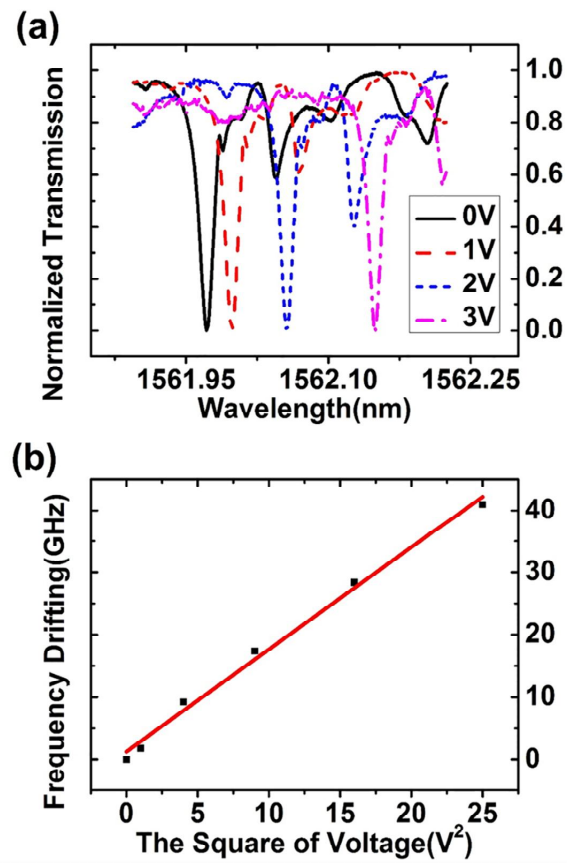 (a)
Normalized Transmission
1.0
0.8
0.6
0.4
0.2
0.0
0V
1V
2V
3V
1561.95 1562.10 1562.25
Wavelength(nm)
(b)
Frequency Drifting(GHz)
40
30
20
10
0
0 5 10 15 20 25
The Square of Voltage(V²)